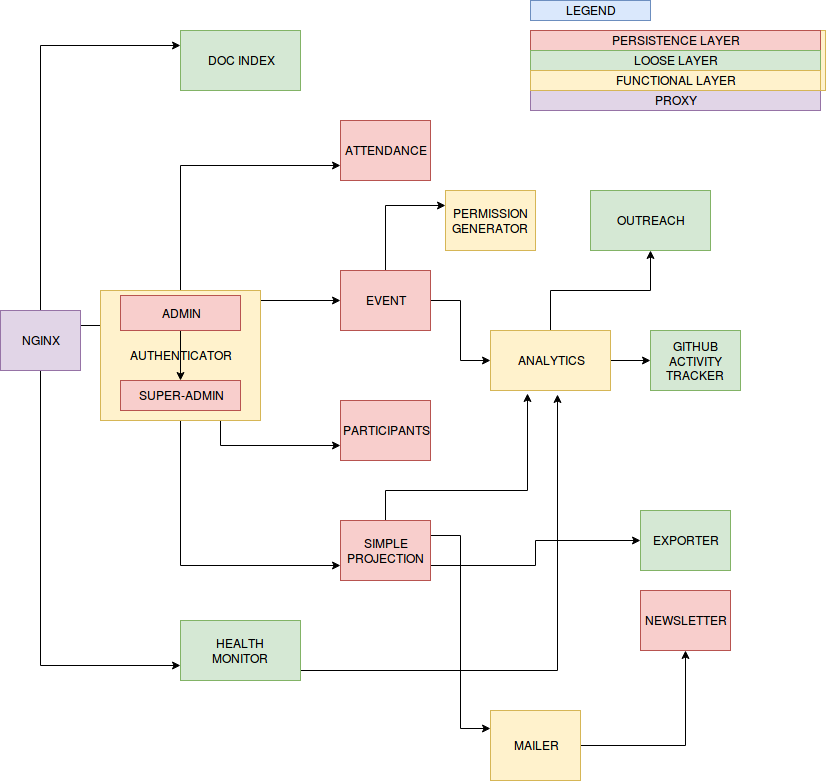 LEGEND
PERSISTENCE LAYER
LOOSE LAYER
FUNCTIONAL LAYER
PROXY
DOC INDEX
ATTENDANCE
PERMISSION
GENERATOR
OUTREACH
EVENT
ADMIN
NGINX
AUTHENTICATOR
SUPER-ADMIN
ANALYTICS
GITHUB
ACTIVITY
TRACKER
PARTICIPANTS
SIMPLE
PROJECTION
EXPORTER
NEWSLETTER
HEALTH
MONITOR
MAILER